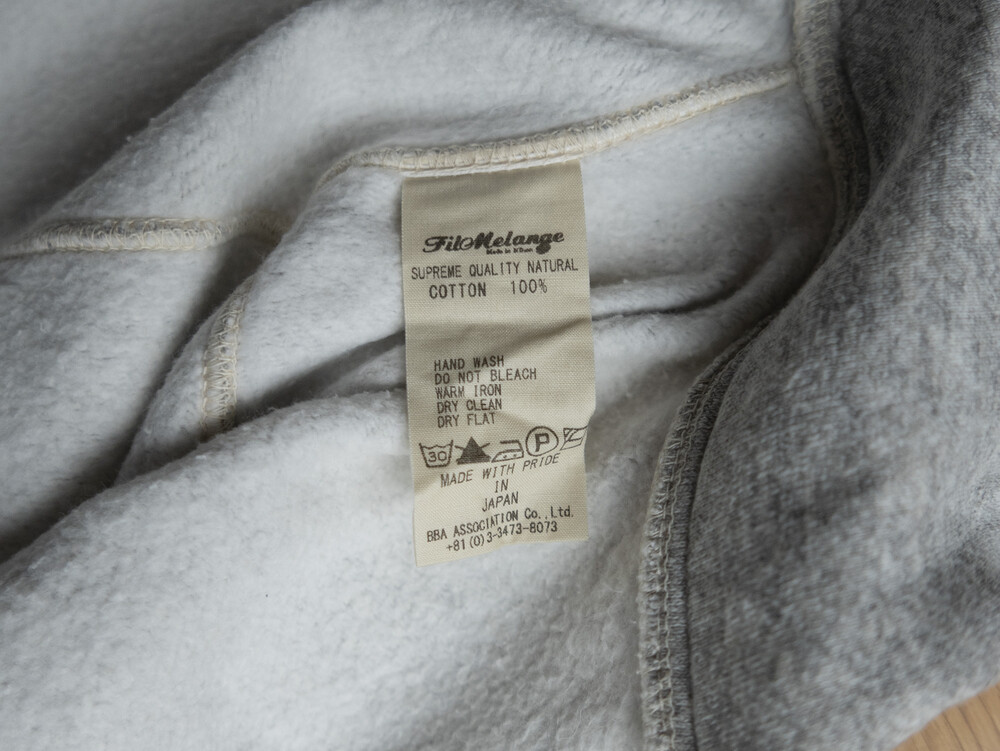 FilMelange
SUPREME QUALITY NATURAL
COTTON 100%
HAND WASH
DO NOT BLEACH
WARM IRON
DRY CLEAN
DRY FLAT
30
P
MADE WITH PRIDE
IN
JAPAN
BBA ASSOCIATION Co.,Ltd.
+81(0)3-3473-8073